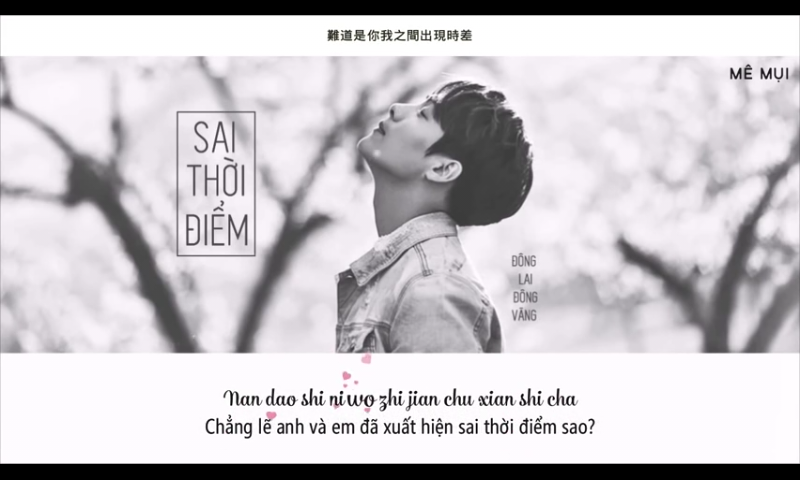 難道是你我之間出現時差
MÊ MỤI
SAI
THỜI
ĐIỂM
ĐÔNG
LAI
ĐÔNG
VÃNG
Nan dao shi ni wo zhi jian chu xian shi cha
Chẳng lẽ anh và em đã xuất hiện sai thời điểm sao?